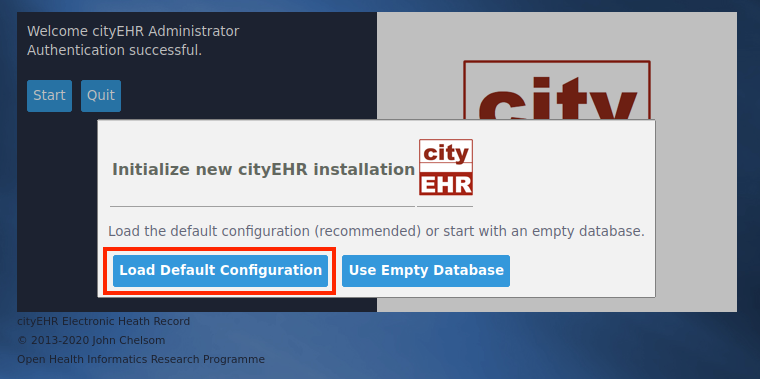 Welcome cityEHR Administrator
Authentication successful.
Start Quit
city
Initialize new cityEHR installation
city
EHR
Load the default configuration (recommended) or start with an empty database.
Load Default Configuration Use Empty Database
cityEHR Electronic Heath Record
© 2013-2020 John Chelsom
Open Health Informatics Research Programme